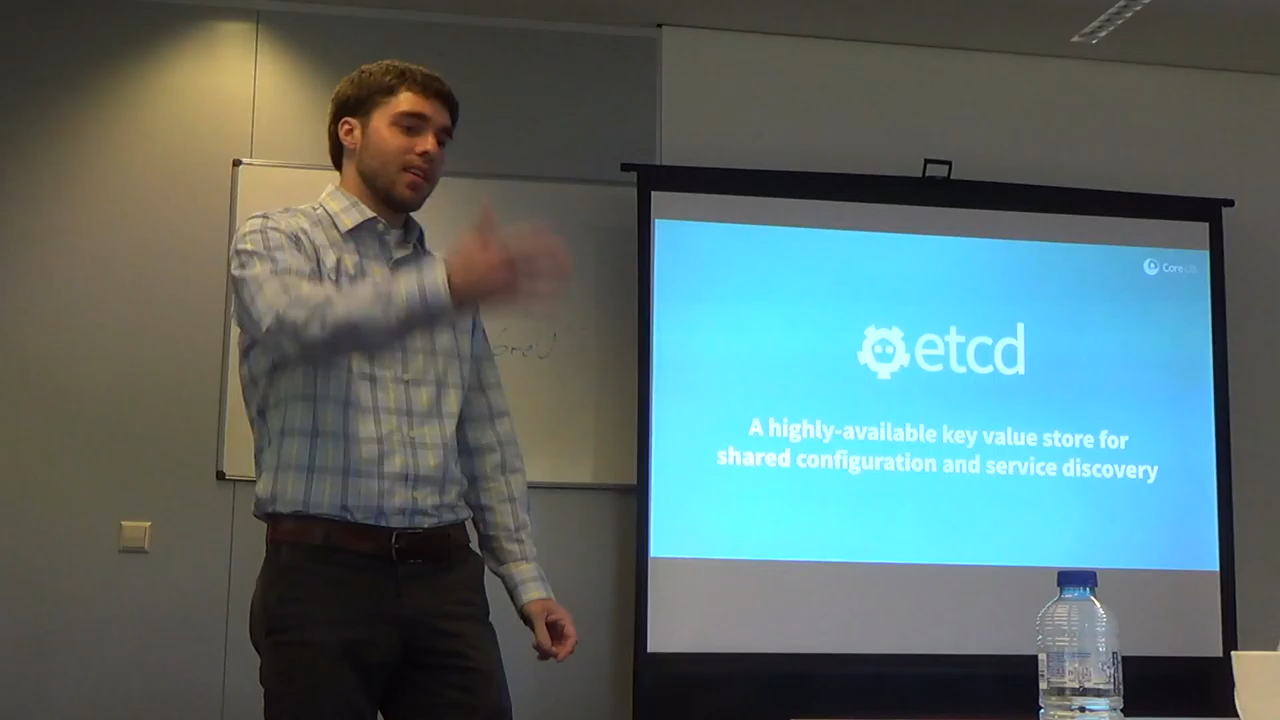 CoreOS
etcd
A highly-available key value store for
shared configuration and service discovery